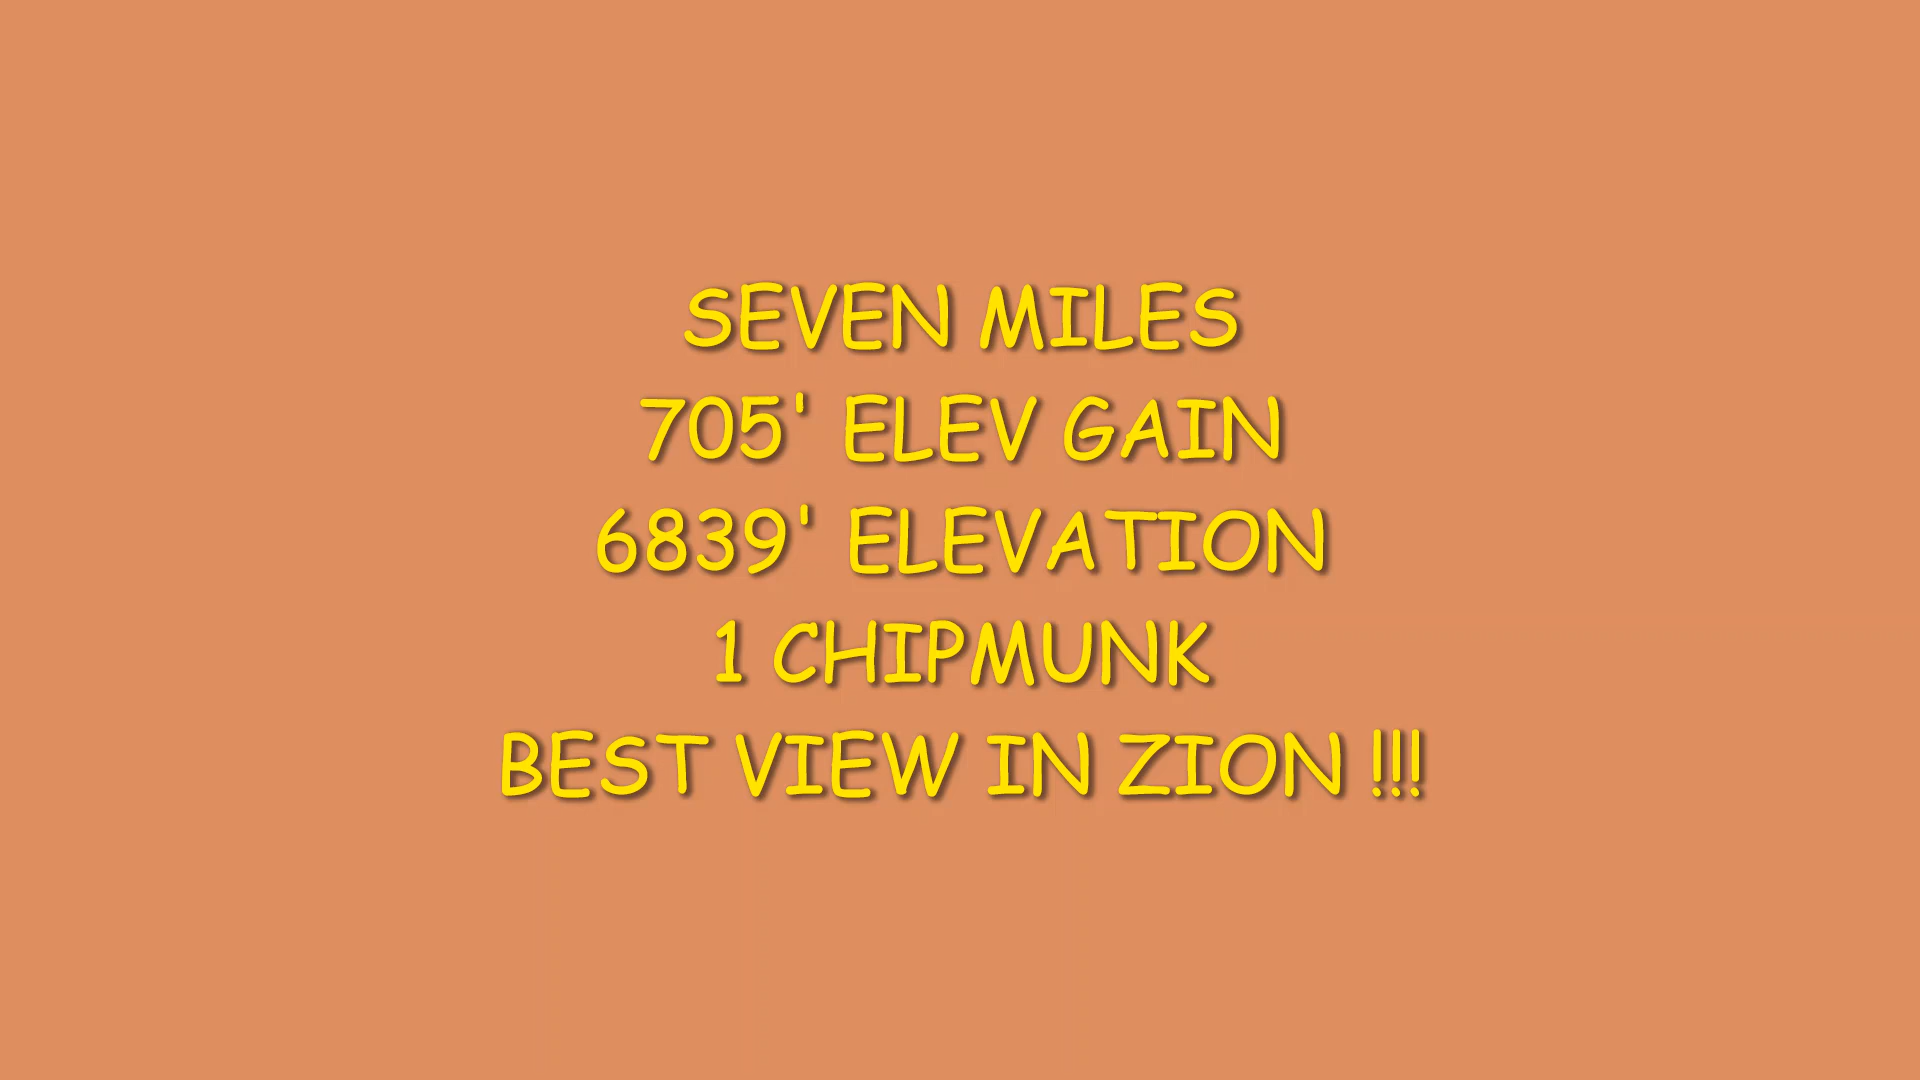 SEVEN MILES
705' ELEV GAIN
6839' ELEVATION
1 CHIPMUNK
BEST VIEW IN ZION !!!